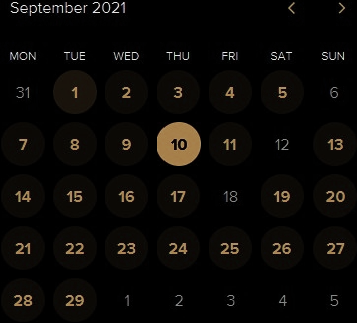 September 2021
MON TUE WED THU FRI SAT SUN
31 1 2 3 4 5 6
7 8 9 10 11 12 13
14 15 16 17 18 19 20
21 22 23 24 25 26 27
28 29 1 2 3 4 5